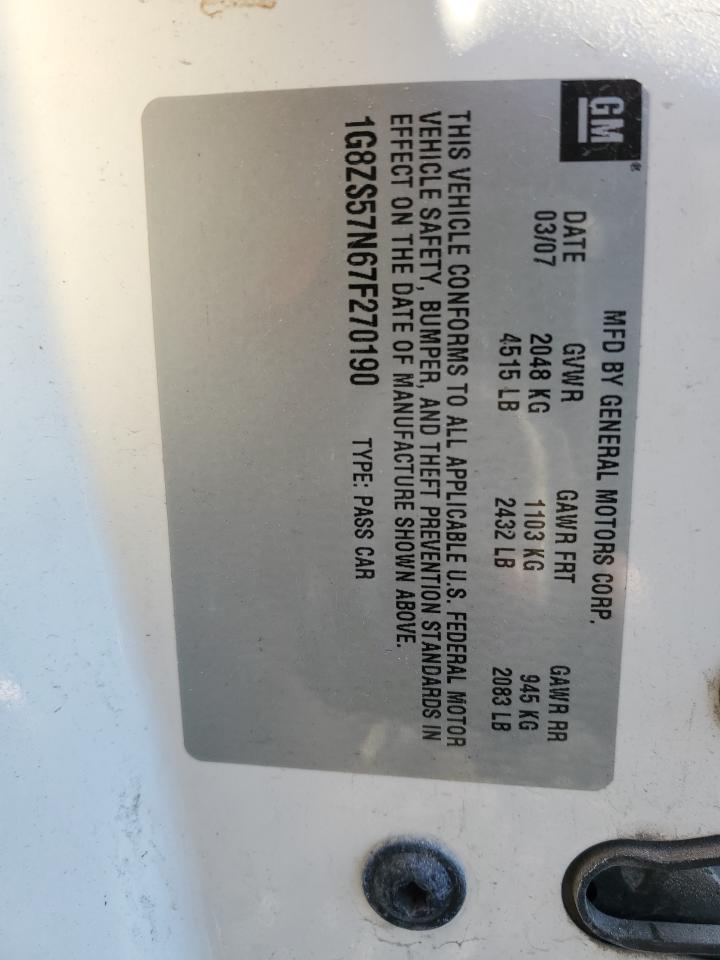 GM®
MFD BY GENERAL MOTORS CORP.
DATE GVWR GAWR FRT GAWR RR
03/07 2048 KG 1103 KG 945 KG
4515 LB 2432 LB 2083 LB
THIS VEHICLE CONFORMS TO ALL APPLICABLE U.S. FEDERAL MOTOR
VEHICLE SAFETY, BUMPER, AND THEFT PREVENTION STANDARDS IN
EFFECT ON THE DATE OF MANUFACTURE SHOWN ABOVE.
1G8ZS57N67F270190 TYPE: PASS CAR